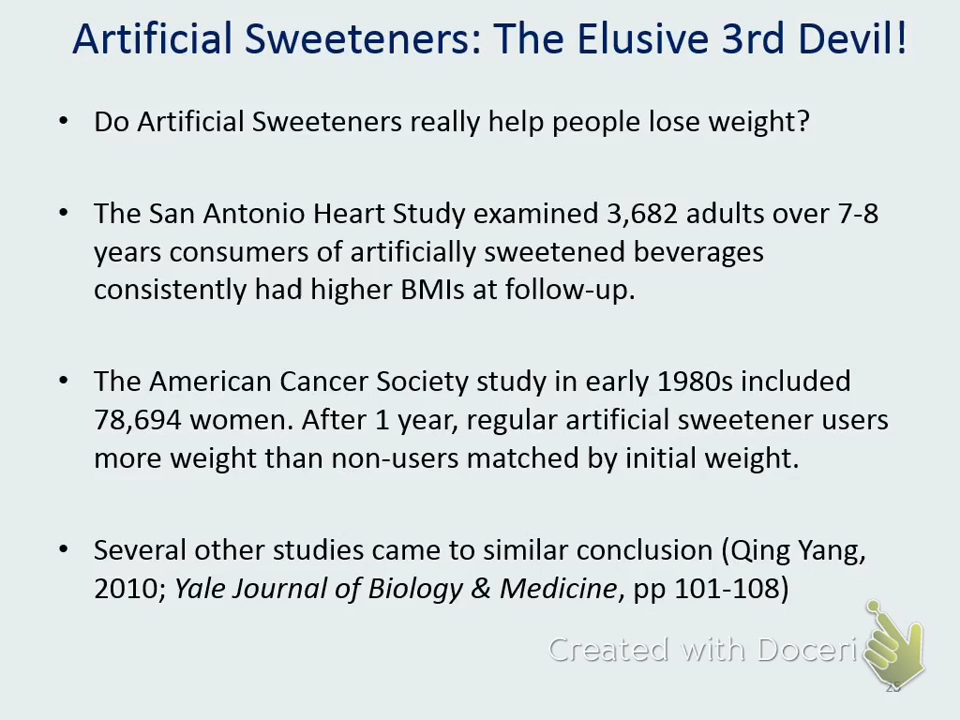 Artificial Sweeteners: The Elusive 3rd Devil!
• Do Artificial Sweeteners really help people lose weight?
• The San Antonio Heart Study examined 3,682 adults over 7-8
years consumers of artificially sweetened beverages
consistently had higher BMIs at follow-up.
• The American Cancer Society study in early 1980s included
78,694 women. After 1 year, regular artificial sweetener users
more weight than non-users matched by initial weight.
• Several other studies came to similar conclusion (Qing Yang,
2010; Yale Journal of Biology & Medicine, pp 101-108)
Created with Doceri